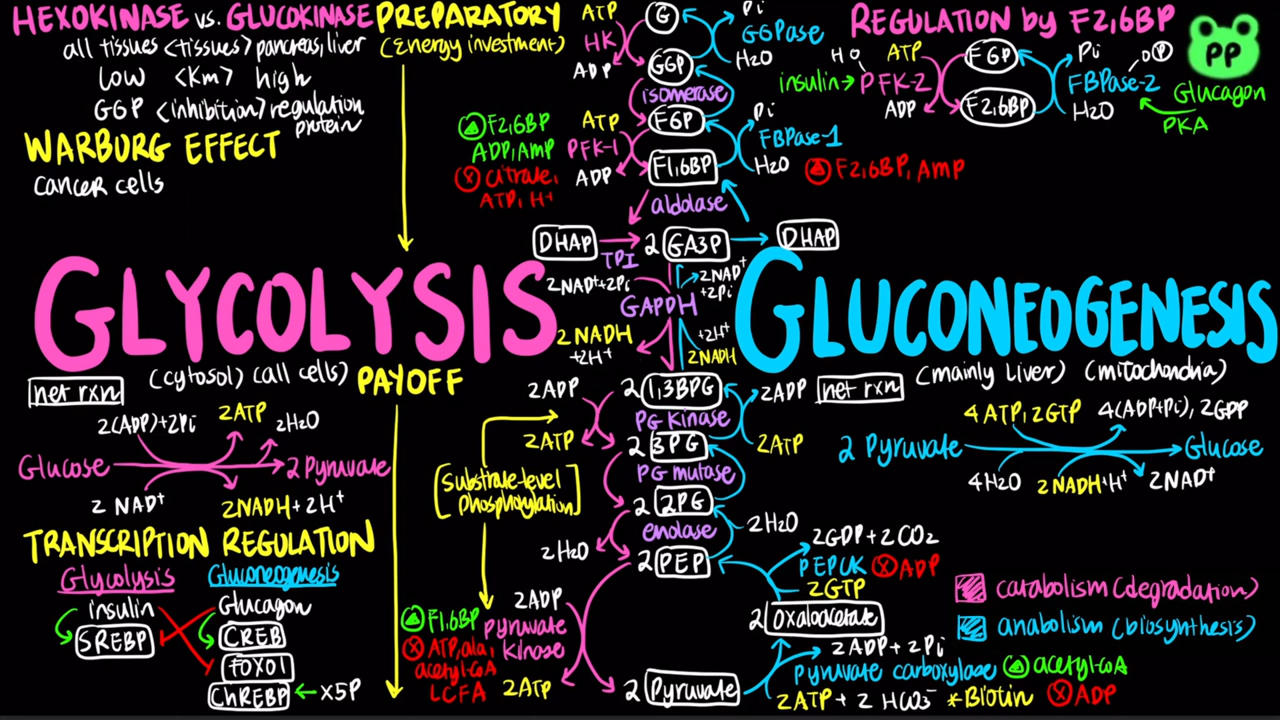 HEXOKINASE vs. GLUCOKINASE
all tissues <tissues> pancreas, liver
low <Km> high
G6P <inhibition> regulation protein
WARBURG EFFECT
cancer cells
PREPARATORY
(Energy investment)
ATP
HK
ADP
G
Pi
G6Pase
H2O
G6P
isomerase
F6P
F2,6BP
ADP, AMP
citrate,
ATP, H+
ATP
PFK-1
ADP
Pi
FBPase-1
H2O
F2,6BP, AMP
F1,6BP
aldolase
DHAP
TPI
2 GA3P
DHAP
REGULATION by F2,6BP
PP
insulin
HO
ATP
PFK-2
ADP
F6P
F2,6BP
Pi
O P
FBPase-2
H2O
Glucagon
PKA
GLYCOLYSIS
GLUCONEOGENESIS
2NAD+ + 2Pi
GAPDH
2NADH
+2H+
2NAD+
+2Pi
+2H+
2NADH
net rxn
(cytosol) (all cells)
PAYOFF
2(ADP)+2Pi
2ATP
2H2O
Glucose
2 Pyruvate
2 NAD+
2NADH+2H+
2ADP
2ATP
2 1,3BPG
PG kinase
2ADP
2ATP
2 3PG
PG mutase
2 2PG
enolase
2H2O
2H2O
2 PEP
[Substrate-level
phosphorylation]
net rxn
(mainly liver) (mitochondria)
4ATP, 2GTP
4(ADP+Pi), 2GPP
2 Pyruvate
Glucose
4H2O
2NADH+H+
2NAD+
TRANSCRIPTION REGULATION
Glycolysis
Gluconeogenesis
insulin
Glucagon
SREBP
CREB
FOXO1
ChREBP
X5P
F1,6BP
ATP, ala,
acetyl-CoA
LCFA
2ADP
pyruvate
kinase
2ATP
2GDP + 2CO2
PEPCK
ADP
2GTP
2 Oxaloacetate
2ADP + 2Pi
pyruvate carboxylase
acetyl-CoA
2 Pyruvate
2ATP + 2 HCO3- *Biotin
ADP
catabolism (degradation)
anabolism (biosynthesis)